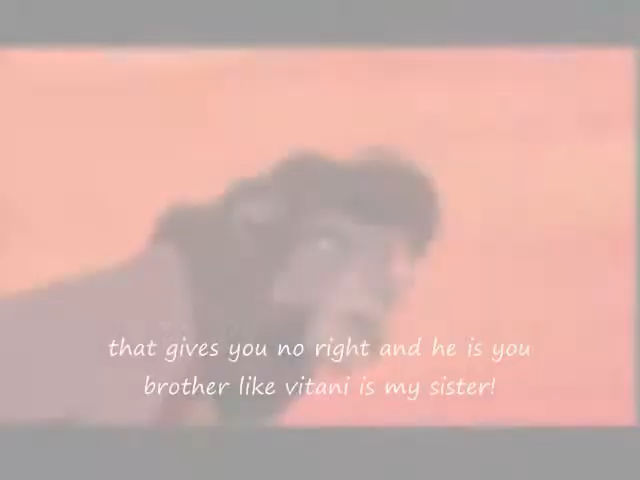 that gives you no right and he is you
brother like vitani is my sister!